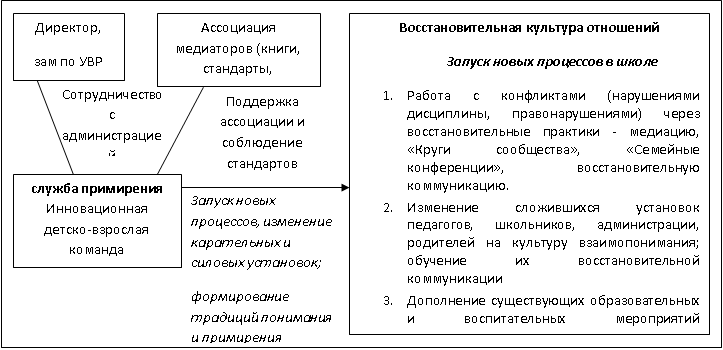 Директор,
зам по УВР
Ассоциация
медиаторов (книги,
стандарты,
Сотрудничество
с
администрацие
й
Поддержка
ассоциации и
соблюдение
стандартов
служба примирения
Инновационная
детско-взрослая
команда
Запуск новых
процессов, изменение
карательных и
силовых установок;
формирование
традиций понимания
и примирения
Восстановительная культура отношений
Запуск новых процессов в школе
1. Работа с конфликтами (нарушениями
дисциплины, правонарушениями) через
восстановительные практики - медиацию,
«Круги сообщества», «Семейные
конференции», восстановительную
коммуникацию.
2. Изменение сложившихся установок
педагогов, школьников, администрации,
родителей на культуру взаимопонимания;
обучение их восстановительной
коммуникации
3. Дополнение существующих образовательных
и воспитательных мероприятий